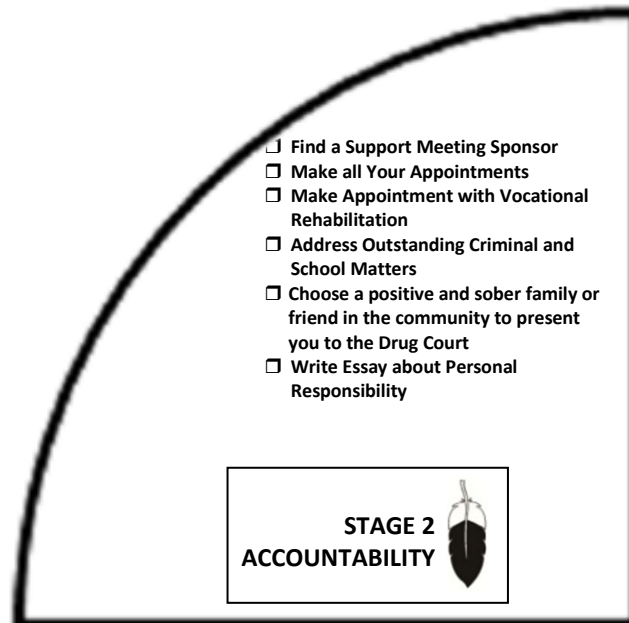 ❐ Find a Support Meeting Sponsor
❐ Make all Your Appointments
❐ Make Appointment with Vocational
Rehabilitation
❐ Address Outstanding Criminal and
School Matters
❐ Choose a positive and sober family or
friend in the community to present
you to the Drug Court
❐ Write Essay about Personal
Responsibility
STAGE 2
ACCOUNTABILITY